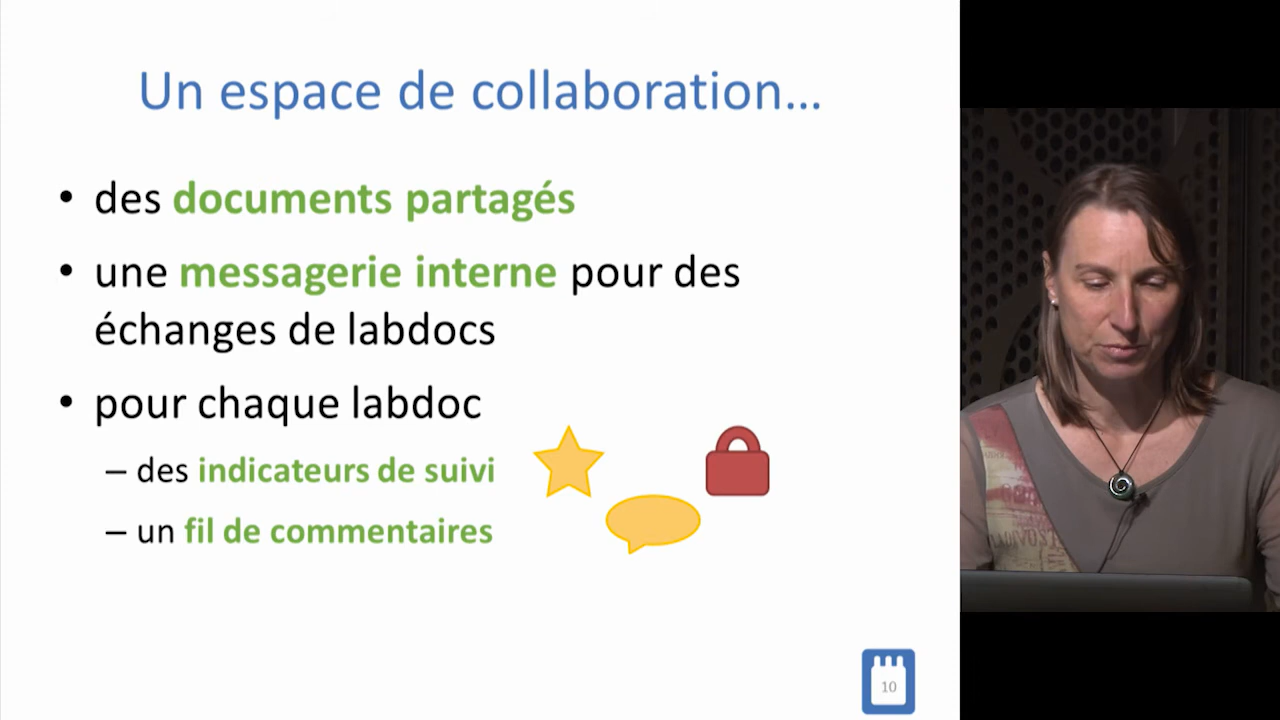 Un espace de collaboration...
• des documents partagés
• une messagerie interne pour des
échanges de labdocs
• pour chaque labdoc
– des indicateurs de suivi
– un fil de commentaires
10